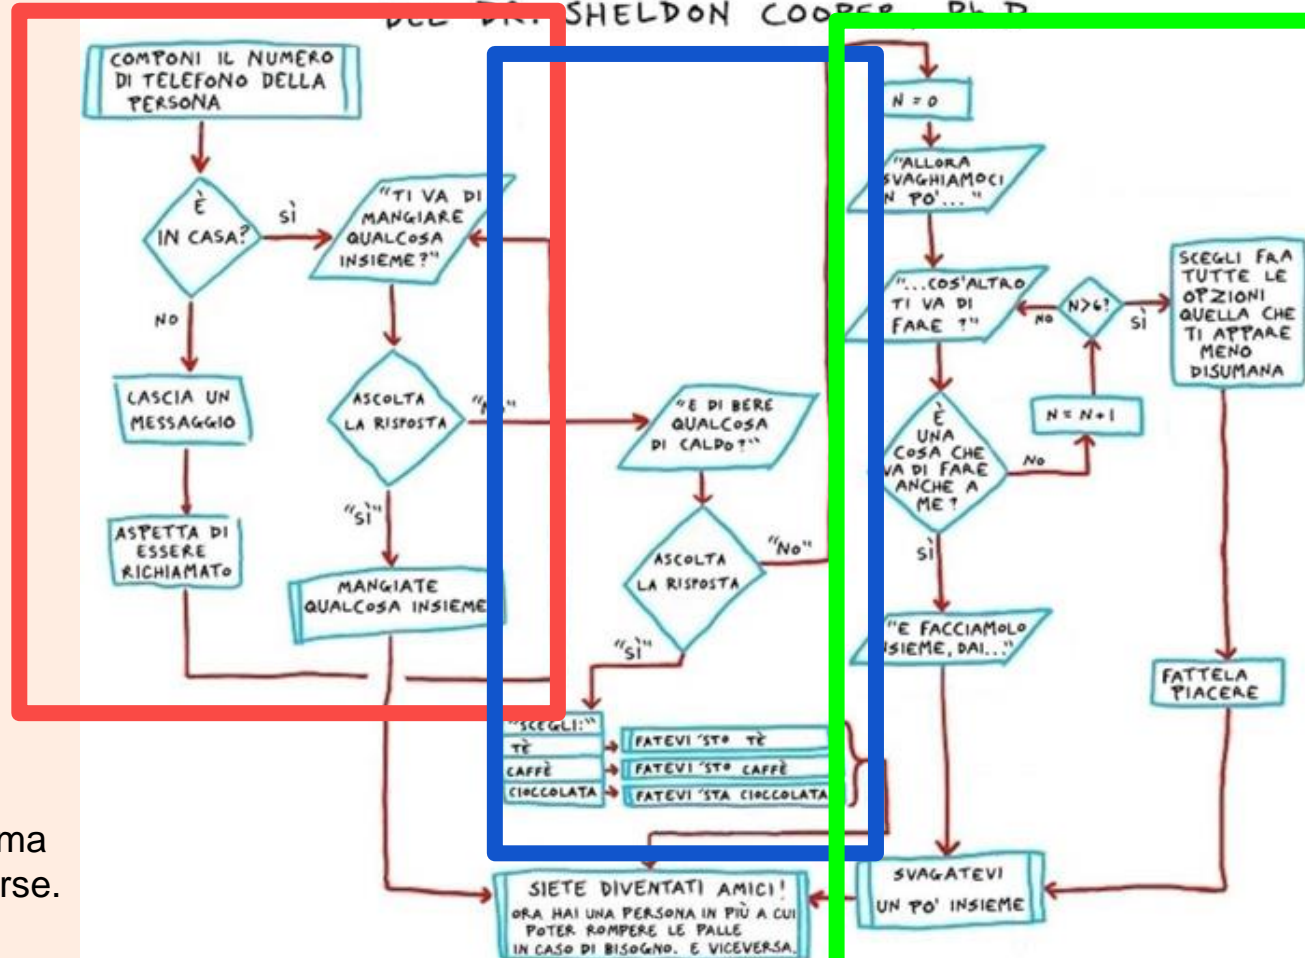 DEL DR. SHELDON COOPER, Ph.D
COMPONI IL NUMERO
DI TELEFONO DELLA
PERSONA
È
IN CASA?
SÌ
NO
"TI VA DI
MANGIARE
QUALCOSA
INSIEME?"
LASCIA UN
MESSAGGIO
ASPETTA DI
ESSERE
RICHIAMATO
ASCOLTA
LA RISPOSTA
"NO"
"SÌ"
MANGIATE
QUALCOSA INSIEME
"E DI BERE
QUALCOSA
DI CALDO?"
ASCOLTA
LA RISPOSTA
"NO"
"SÌ"
"SCEGLI:"
TÈ
FATEVI 'STO TÈ
CAFFÈ
FATEVI 'STO CAFFÈ
CIOCCOLATA
FATEVI 'STA CIOCCOLATA
N = 0
"ALLORA
SVAGHIAMOCI
N PO'..."
"...COS'ALTRO
TI VA DI
FARE ?"
N>6?
NO
SÌ
N = N+1
È
UNA
COSA CHE
VA DI FARE
ANCHE A
ME?
NO
SÌ
"E FACCIAMOLO
NSIEME, DAI..."
SCEGLI FRA
TUTTE LE
OPZIONI
QUELLA CHE
TI APPARE
MENO
DISUMANA
FATTELA
PIACERE
SVAGATEVI
UN PO' INSIEME
SIETE DIVENTATI AMICI!
ORA HAI UNA PERSONA IN PIÙ A CUI
POTER ROMPERE LE PALLE
IN CASO DI BISOGNO. E VICEVERSA.
ma
rse.